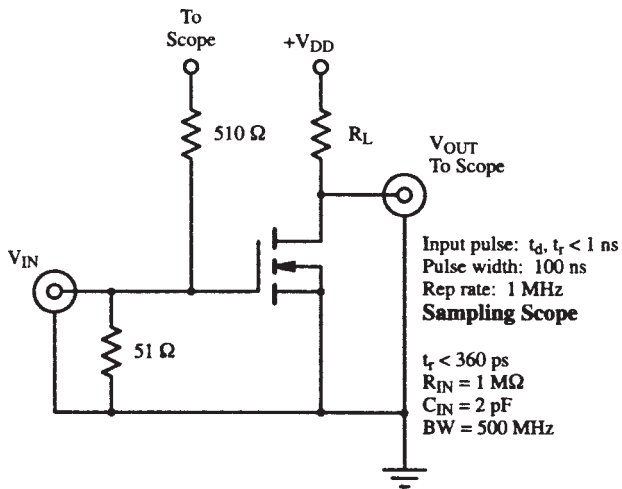 To
Scope
+VDD
510 Ω
RL
VOUT
To Scope
VIN
51 Ω
Input pulse: td, tr < 1 ns
Pulse width: 100 ns
Rep rate: 1 MHz
Sampling Scope
tr < 360 ps
RIN = 1 MΩ
CIN = 2 pF
BW = 500 MHz